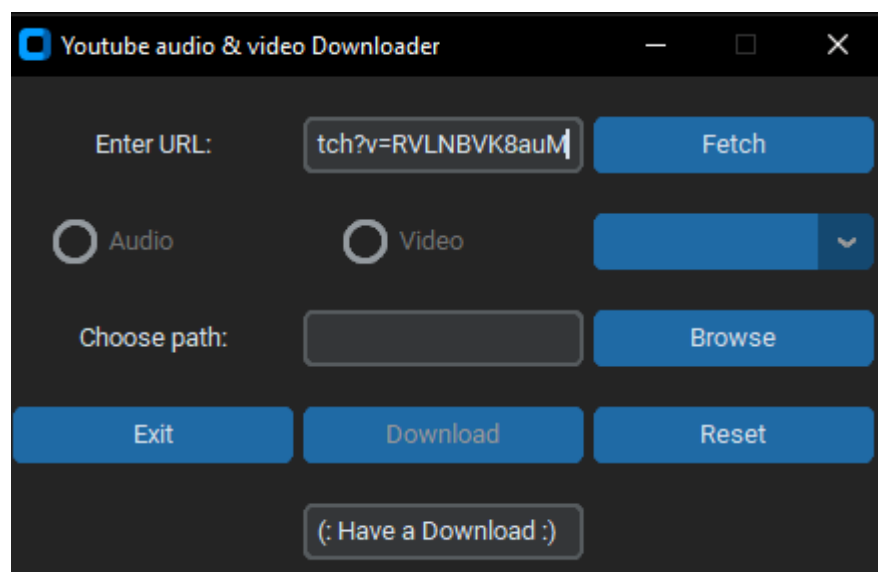 Youtube audio & video Downloader
Enter URL: tch?v=RVLNBVK8auM Fetch
Audio Video
Choose path: Browse
Exit Download Reset
(: Have a Download :)